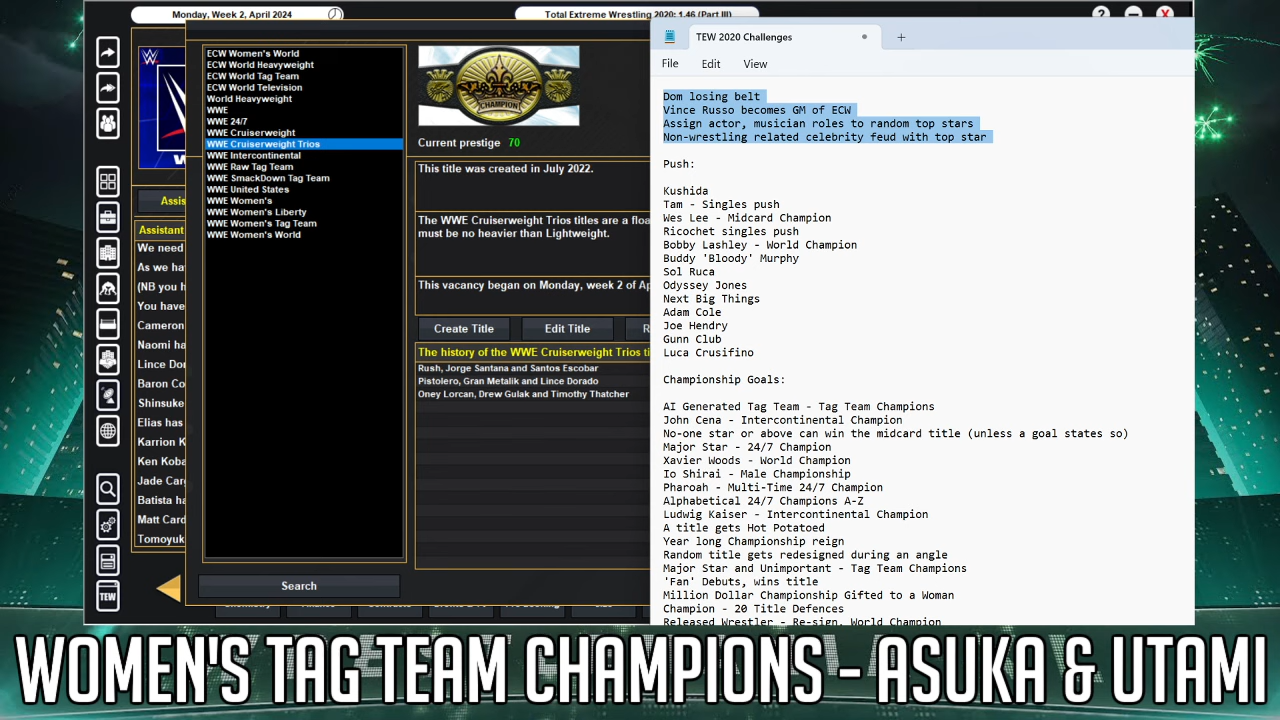 Monday, Week 2, April 2024
Total Extreme Wrestling 2020: 1.46 (Part III)
?
X
Assis
Assistant
We need
As we ha
(NB you h
You have
Cameron
Naomi ha
Lince Dor
Baron Co
Shinsuke
Elias has
Karrion K
Ken Koba
Jade Carg
Batista ha
Matt Card
Tomoyuk
TEW
ECW Women's World
ECW World Heavyweight
ECW World Tag Team
ECW World Television
World Heavyweight
WWE
WWE 24/7
WWE Cruiserweight
WWE Cruiserweight Trios
WWE Intercontinental
WWE Raw Tag Team
WWE SmackDown Tag Team
WWE United States
WWE Women's
WWE Women's Liberty
WWE Women's Tag Team
WWE Women's World
Search
CHAMPION
Current prestige 70
This title was created in July 2022.
The WWE Cruiserweight Trios titles are a floa
must be no heavier than Lightweight.
This vacancy began on Monday, week 2 of Ap
Create Title
Edit Title
R
The history of the WWE Cruiserweight Trios ti
Rush, Jorge Santana and Santos Escobar
Pistolero, Gran Metalik and Lince Dorado
Oney Lorcan, Drew Gulak and Timothy Thatcher
TEW 2020 Challenges
File Edit View
Dom losing belt
Vince Russo becomes GM of ECW
Assign actor, musician roles to random top stars
Non-wrestling related celebrity feud with top star
Push:
Kushida
Tam - Singles push
Wes Lee - Midcard Champion
Ricochet singles push
Bobby Lashley - World Champion
Buddy 'Bloody' Murphy
Sol Ruca
Odyssey Jones
Next Big Things
Adam Cole
Joe Hendry
Gunn Club
Luca Crusifino
Championship Goals:
AI Generated Tag Team - Tag Team Champions
John Cena - Intercontinental Champion
No-one star or above can win the midcard title (unless a goal states so)
Major Star - 24/7 Champion
Xavier Woods - World Champion
Io Shirai - Male Championship
Pharoah - Multi-Time 24/7 Champion
Alphabetical 24/7 Champions A-Z
Ludwig Kaiser - Intercontinental Champion
A title gets Hot Potatoed
Year long Championship reign
Random title gets redesigned during an angle
Major Star and Unimportant - Tag Team Champions
'Fan' Debuts, wins title
Million Dollar Championship Gifted to a Woman
Champion - 20 Title Defences
Released Wrestler - Re-sign, World Champion
WOMEN'S TAG TEAM CHAMPIONS - ASUKA & UTAMI